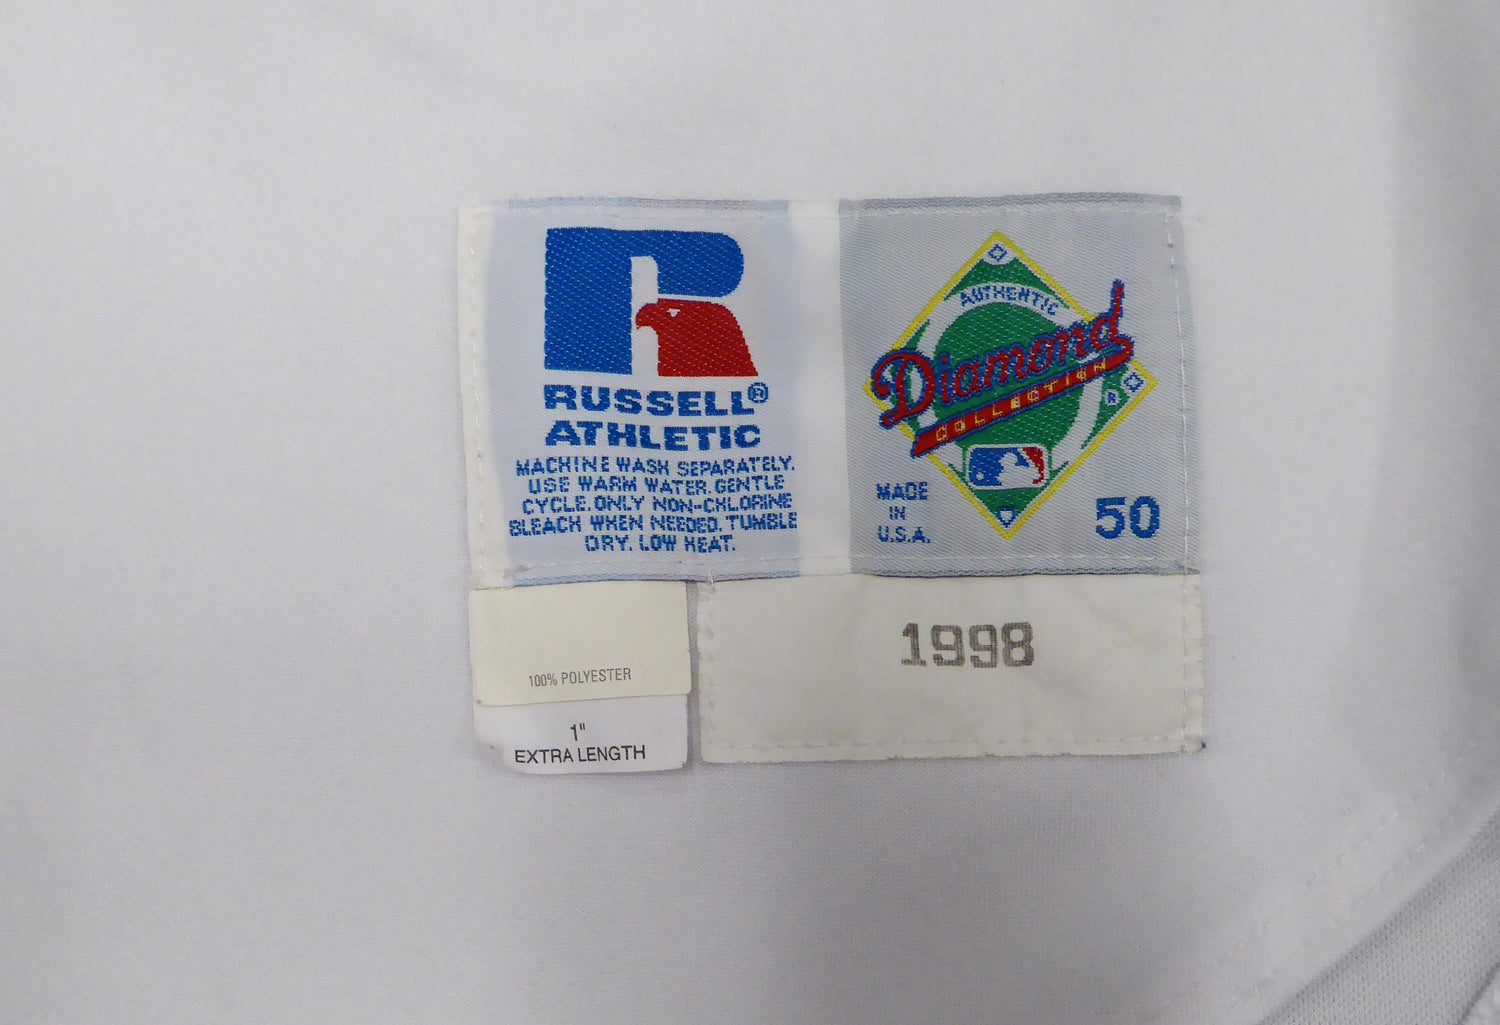 RUSSELL®
ATHLETIC
MACHINE WASH SEPARATELY.
USE WARM WATER. GENTLE
CYCLE. ONLY NON-CHLORINE
BLEACH WHEN NEEDED. TUMBLE
DRY. LOW HEAT.
AUTHENTIC
Diamond
COLLECTION
®
MADE
IN
U.S.A.
50
100% POLYESTER
1"
EXTRA LENGTH
1998